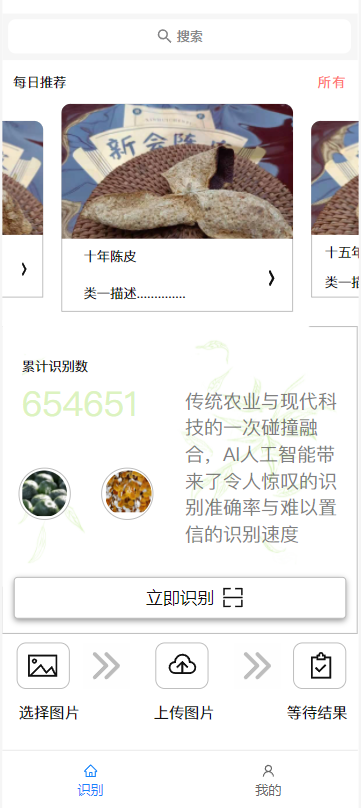 搜索
每日推荐
所有
新会陈
十年陈皮
类一描述..............
十五年
类一描
累计识别数
654651
传统农业与现代科
技的一次碰撞融
合，AI人工智能带
来了令人惊叹的识
别准确率与难以置
信的识别速度
立即识别
选择图片
上传图片
等待结果
识别
我的